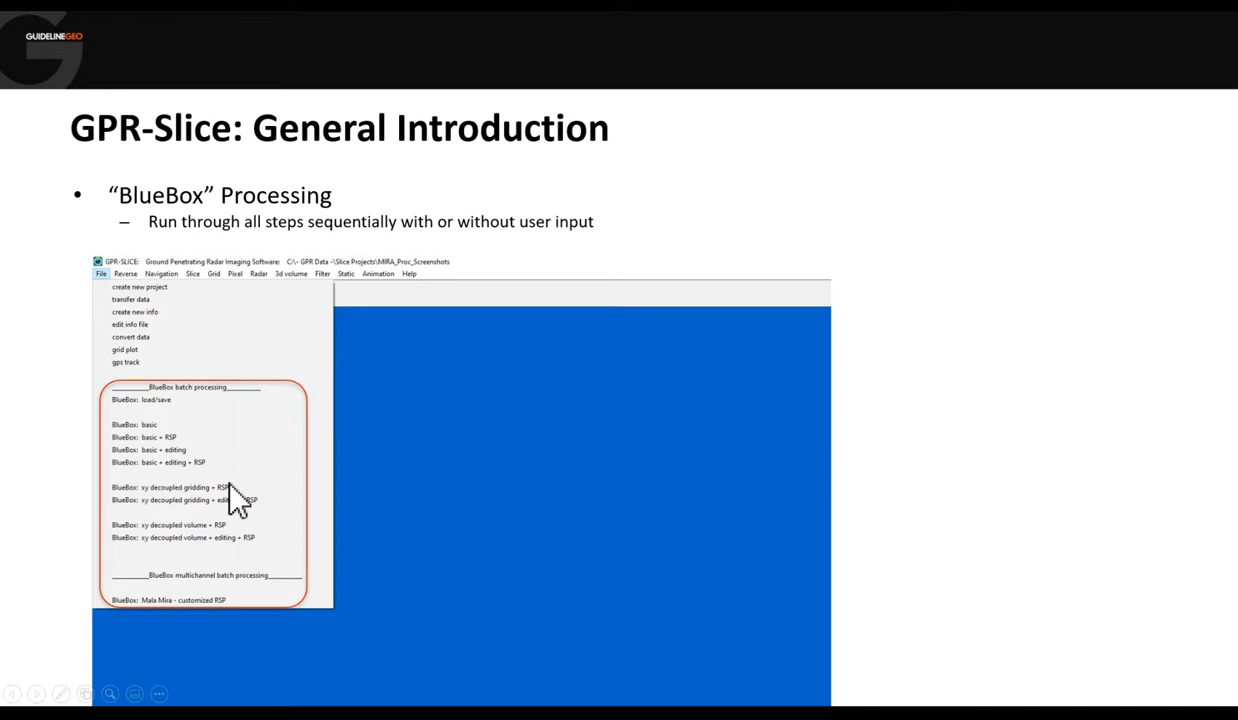 GUIDELINEGEO
GPR-Slice: General Introduction
• “BlueBox” Processing
– Run through all steps sequentially with or without user input
GPR-SLICE: Ground Penetrating Radar Imaging Software: C:\- GPR Data -\Slice Projects\MIRA_Proc_Screenshots
File Reverse Navigation Slice Grid Pixel Radar 3d volume Filter Static Animation Help
create new project
transfer data
create new info
edit info file
convert data
grid plot
gps track
________BlueBox batch processing________
BlueBox: load/save
BlueBox: basic
BlueBox: basic + RSP
BlueBox: basic + editing
BlueBox: basic + editing + RSP
BlueBox: xy decoupled gridding + RSP
BlueBox: xy decoupled gridding + RSP
BlueBox: xy decoupled volume + RSP
BlueBox: xy decoupled volume + editing + RSP
________BlueBox multichannel batch processing________
BlueBox: Mala Mira - customized RSP